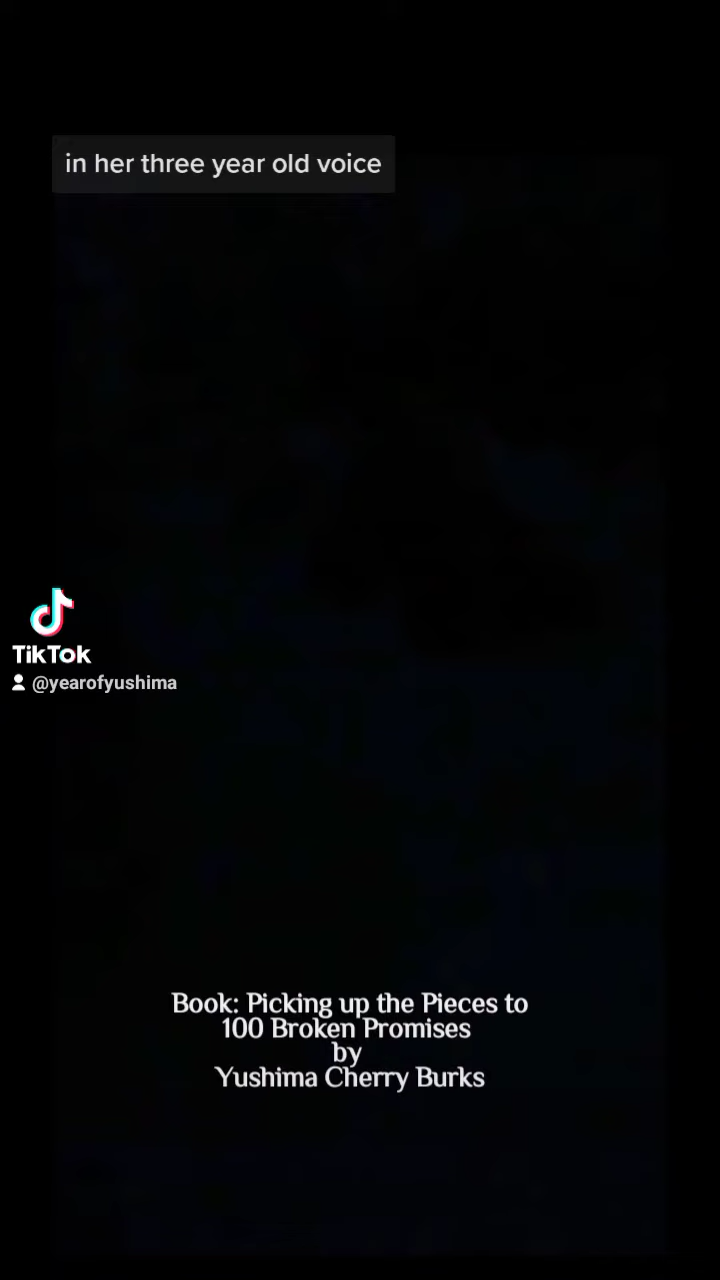 in her three year old voice
TikTok
@yearofyushima
Book: Picking up the Pieces to
100 Broken Promises
by
Yushima Cherry Burks